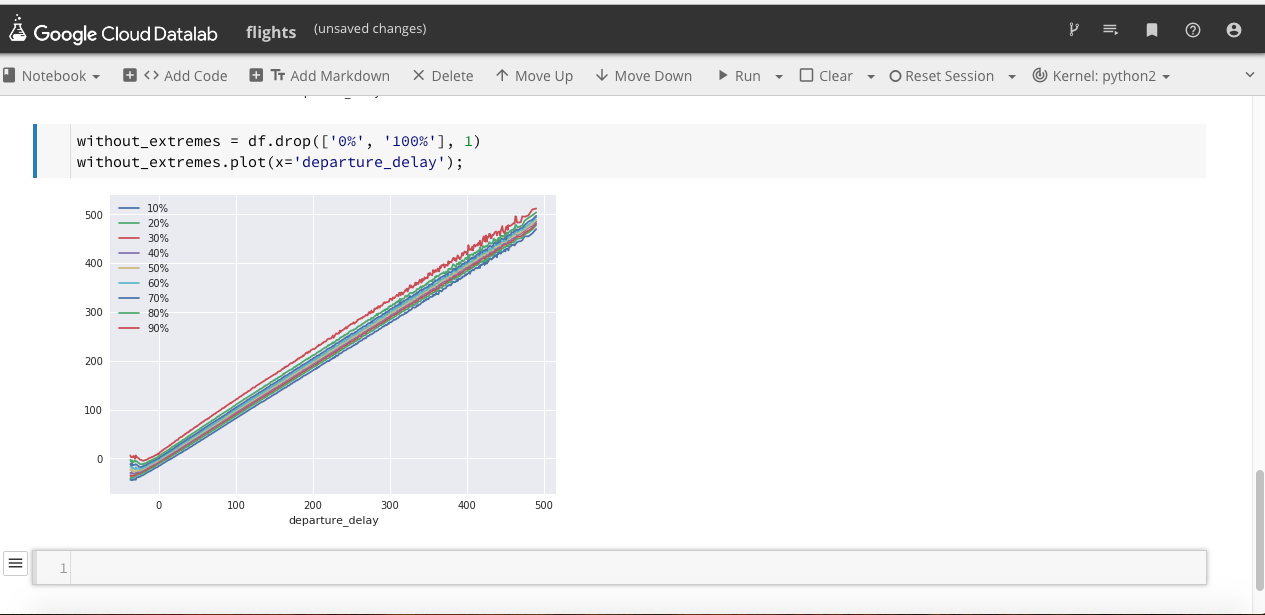 Google Cloud Datalab flights (unsaved changes)
Notebook Add Code Tr Add Markdown Delete Move Up Move Down Run Clear Reset Session Kernel: python2
without_extremes = df.drop(['0%', '100%'], 1)
without_extremes.plot(x='departure_delay');
10%
20%
30%
40%
50%
60%
70%
80%
90%
500
400
300
200
100
0
0 100 200 300 400 500
departure_delay
1